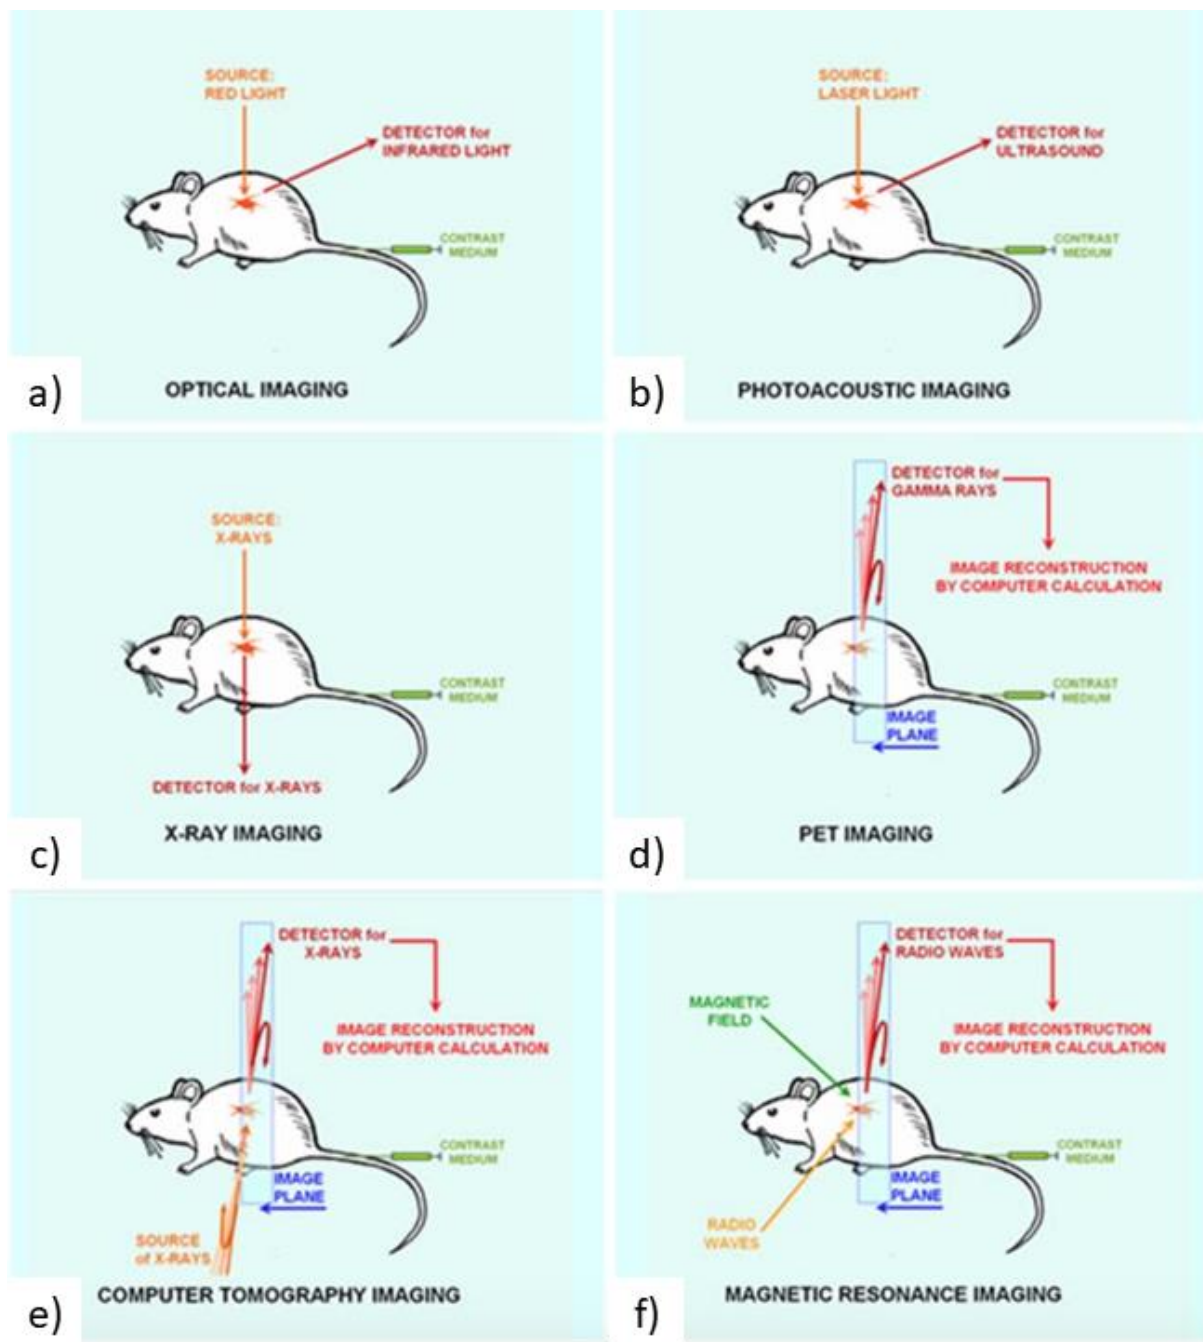 SOURCE:
RED LIGHT
DETECTOR for
INFRARED LIGHT
CONTRAST
MEDIUM
a)
OPTICAL IMAGING
SOURCE:
LASER LIGHT
DETECTOR for
ULTRASOUND
CONTRAST
MEDIUM
b)
PHOTOACOUSTIC IMAGING
SOURCE:
X-RAYS
CONTRAST
MEDIUM
DETECTOR for X-RAYS
c)
X-RAY IMAGING
DETECTOR for
GAMMA RAYS
IMAGE RECONSTRUCTION
BY COMPUTER CALCULATION
CONTRAST
MEDIUM
IMAGE
PLANE
d)
PET IMAGING
DETECTOR for
X-RAYS
IMAGE RECONSTRUCTION
BY COMPUTER CALCULATION
CONTRAST
MEDIUM
IMAGE
PLANE
SOURCE
of X-RAYS
e)
COMPUTER TOMOGRAPHY IMAGING
DETECTOR for
RADIO WAVES
MAGNETIC
FIELD
IMAGE RECONSTRUCTION
BY COMPUTER CALCULATION
CONTRAST
MEDIUM
IMAGE
PLANE
RADIO
WAVES
f)
MAGNETIC RESONANCE IMAGING